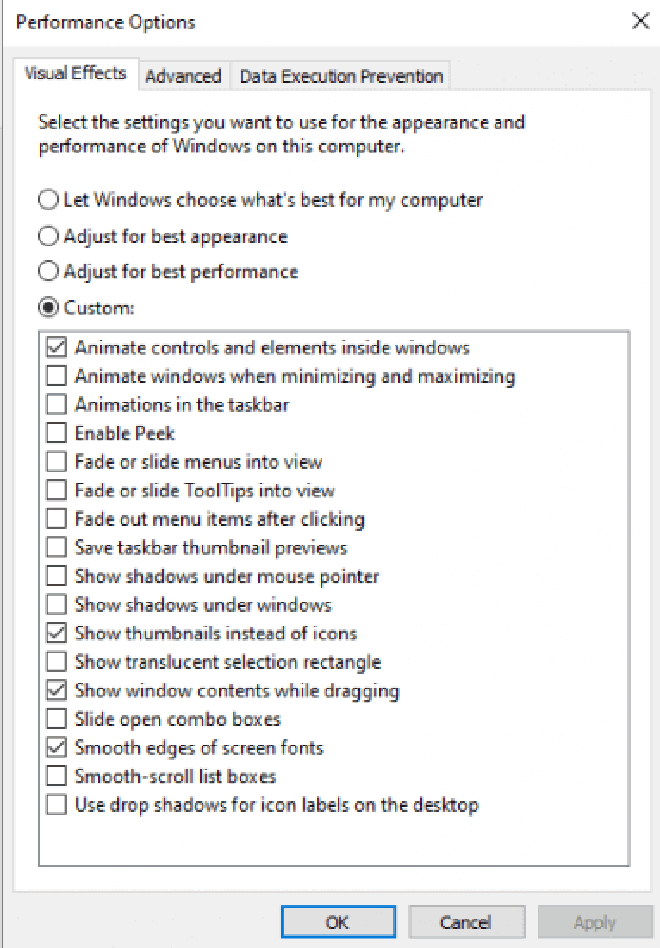 Performance Options
Visual Effects
Advanced
Data Execution Prevention
Select the settings you want to use for the appearance and
performance of Windows on this computer.
Let Windows choose what's best for my computer
Adjust for best appearance
Adjust for best performance
Custom:
Animate controls and elements inside windows
Animate windows when minimizing and maximizing
Animations in the taskbar
Enable Peek
Fade or slide menus into view
Fade or slide ToolTips into view
Fade out menu items after clicking
Save taskbar thumbnail previews
Show shadows under mouse pointer
Show shadows under windows
Show thumbnails instead of icons
Show translucent selection rectangle
Show window contents while dragging
Slide open combo boxes
Smooth edges of screen fonts
Smooth-scroll list boxes
Use drop shadows for icon labels on the desktop
OK
Cancel
Apply